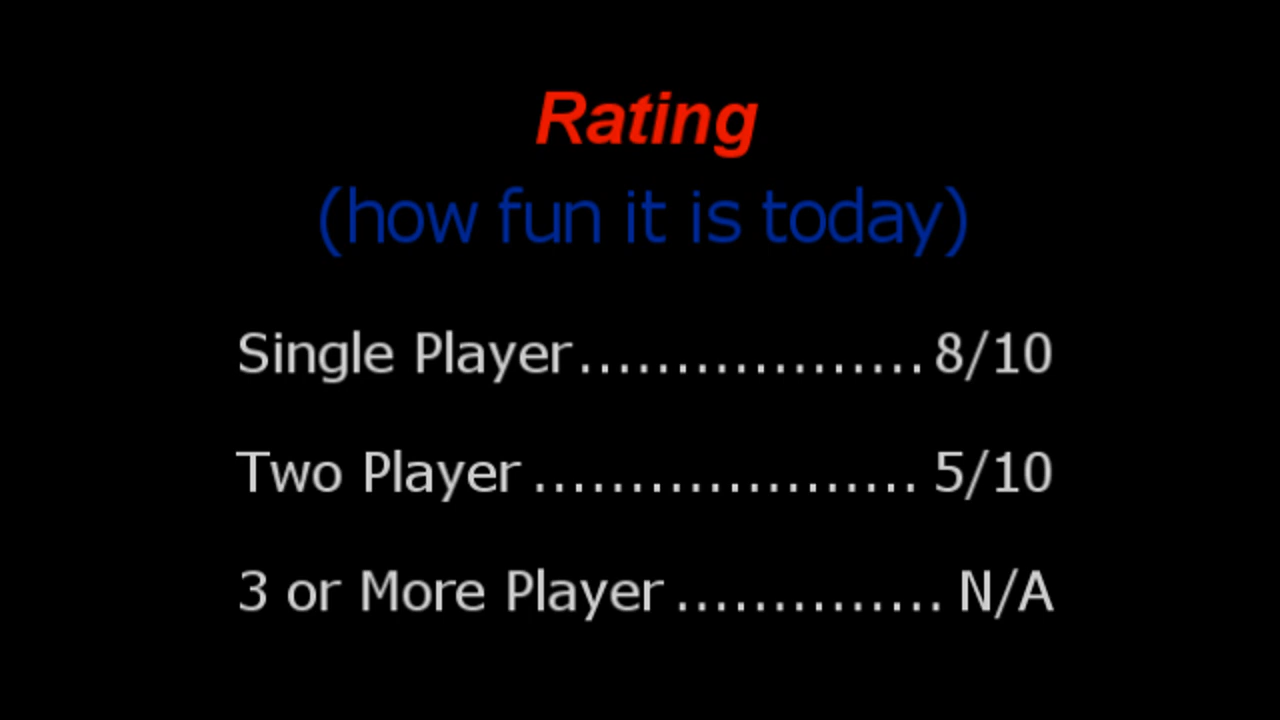 Rating
(how fun it is today)
Single Player..................8/10
Two Player.................... 5/10
3 or More Player.............. N/A